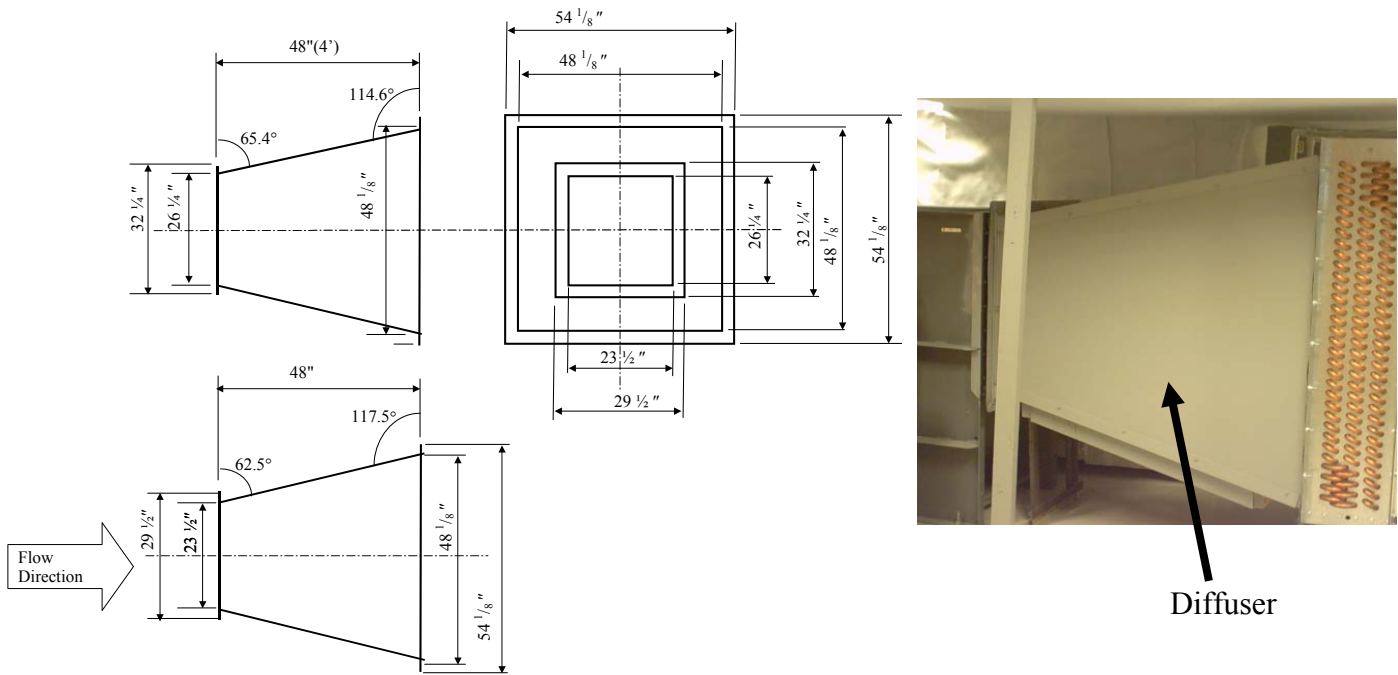 48"(4’)
114.6°
65.4°
32 ¼ ″
26 ¼ ″
48 ¹/₈ ″
54 ¹/₈ ″
48 ¹/₈ ″
26 ¼ ″
32 ¼ ″
48 ¹/₈ ″
54 ¹/₈ ″
23 ½ ″
29 ½ ″
48"
117.5°
62.5°
29 ½″
23 ½″
48 ¹/₈ ″
54 ¹/₈ ″
Flow
Direction
Diffuser